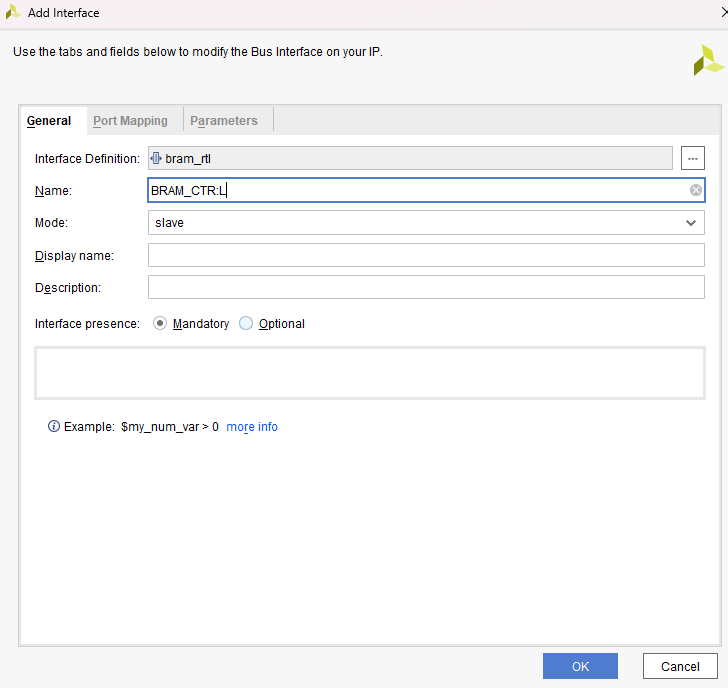 Add Interface
Use the tabs and fields below to modify the Bus Interface on your IP.
General Port Mapping Parameters
Interface Definition: bram_rtl ...
Name: BRAM_CTR:L
Mode: slave
Display name:
Description:
Interface presence: Mandatory Optional
Example: $my_num_var > 0 more info
OK Cancel